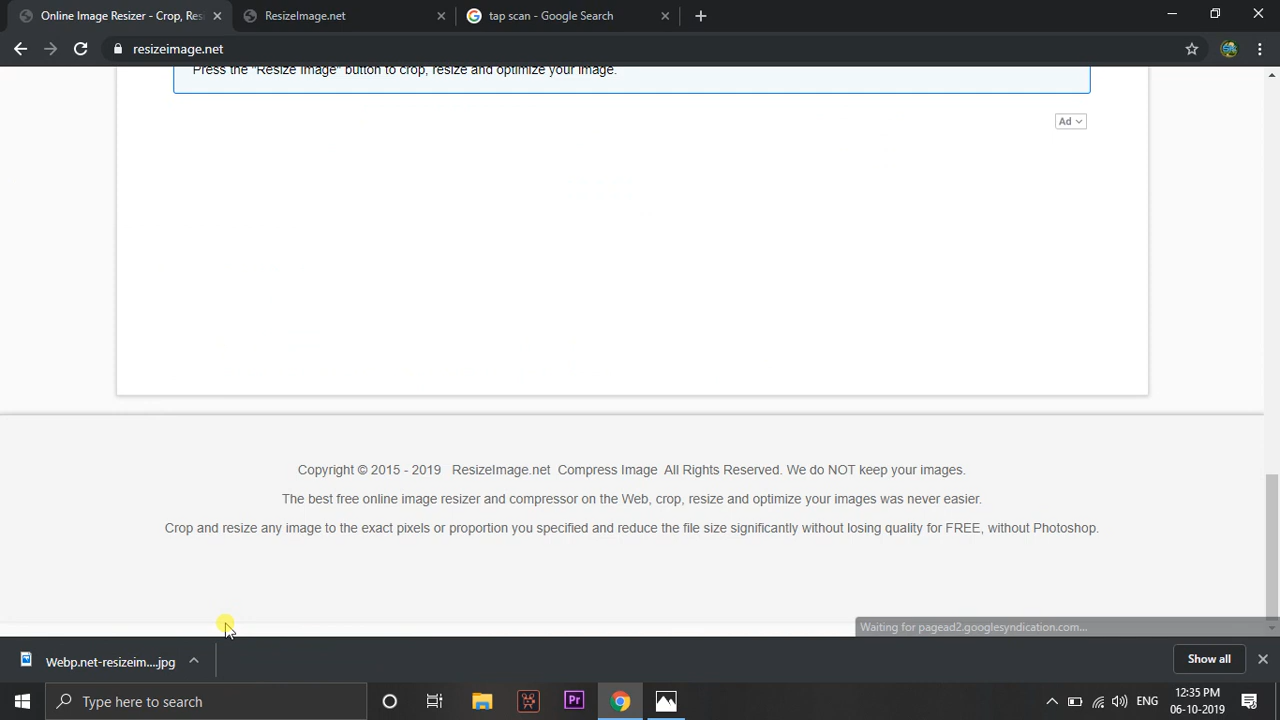 Online Image Resizer - Crop, Res
ResizeImage.net
tap scan - Google Search
resizeimage.net
Press the "Resize Image" button to crop, resize and optimize your image.
Ad
Copyright © 2015 - 2019 ResizeImage.net Compress Image All Rights Reserved. We do NOT keep your images.
The best free online image resizer and compressor on the Web, crop, resize and optimize your images was never easier.
Crop and resize any image to the exact pixels or proportion you specified and reduce the file size significantly without losing quality for FREE, without Photoshop.
Waiting for pagead2.googlesyndication.com...
Webp.net-resizeim....jpg
Show all
Type here to search
Pr
ENG
12:35 PM
06-10-2019